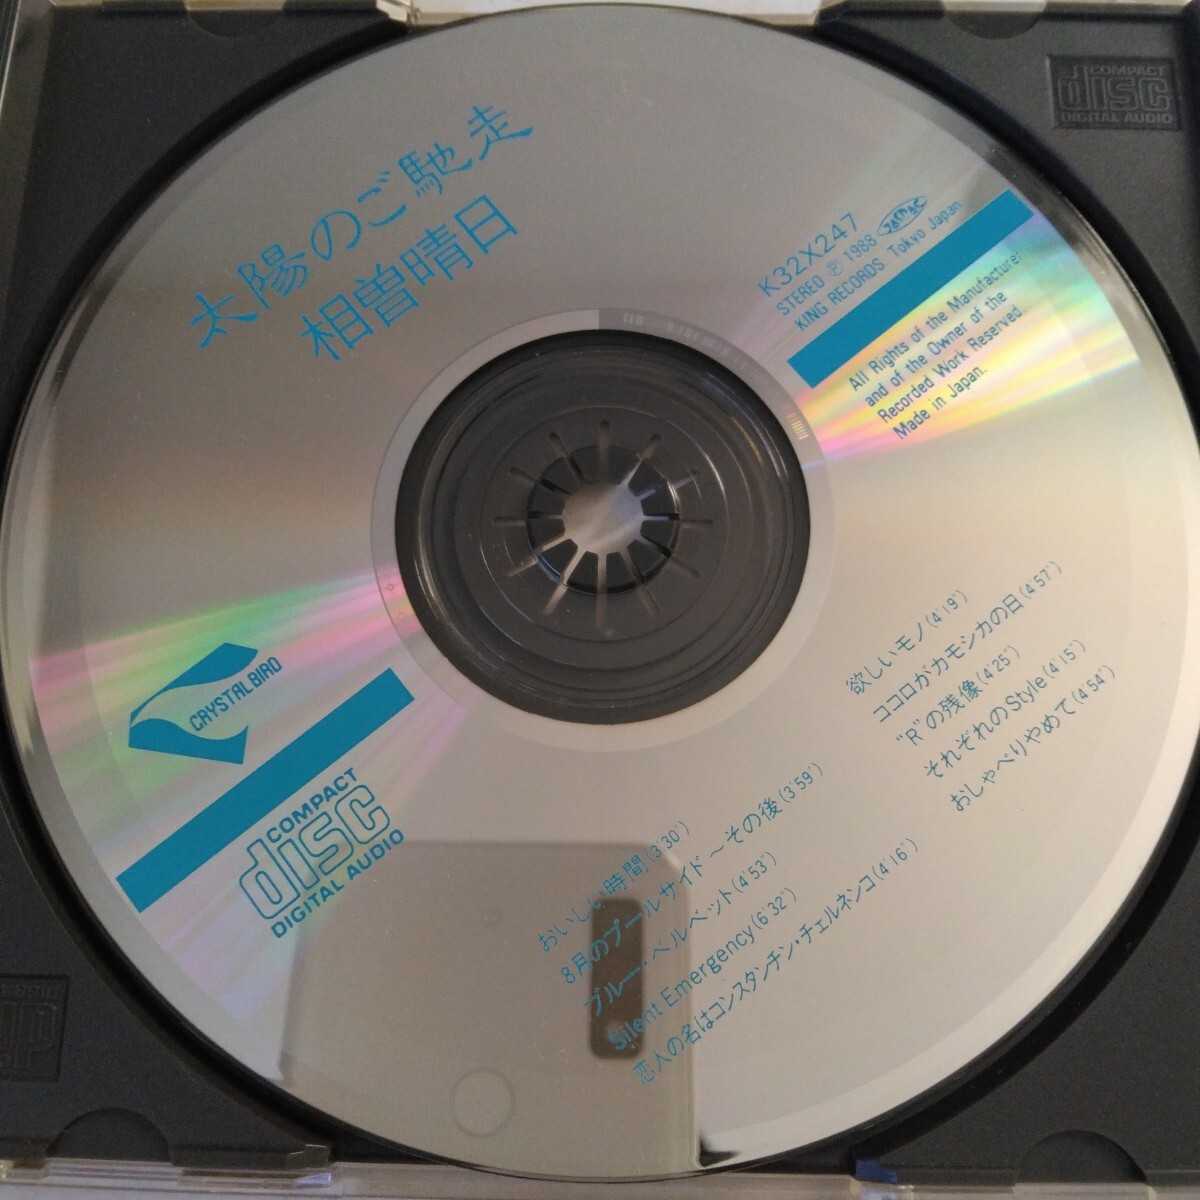 太陽のご馳走
相曽晴日
K32X247
STEREO Ⓟ 1988 JASRAC
KING RECORDS. Tokyo Japan
All Rights of the Manufacturer
and of the Owner of the
Recorded Work Reserved.
Made in Japan.
COMPACT
disc
DIGITAL AUDIO
CRYSTALBIRD
COMPACT
disc
DIGITAL AUDIO
おいしい時間(3'30")
8月のプールサイド 〜その後(3'59")
ブルー・ベルベット(4'53")
Silent Emergency(6'32")
恋人の名はコンスタンチン・チェルネンコ(4'16")
欲しいモノ(4'19")
ココロがカモシカの日(4'57")
“R”の残像(4'25")
それぞれのStyle(4'15")
おしゃべりやめて(4'54")